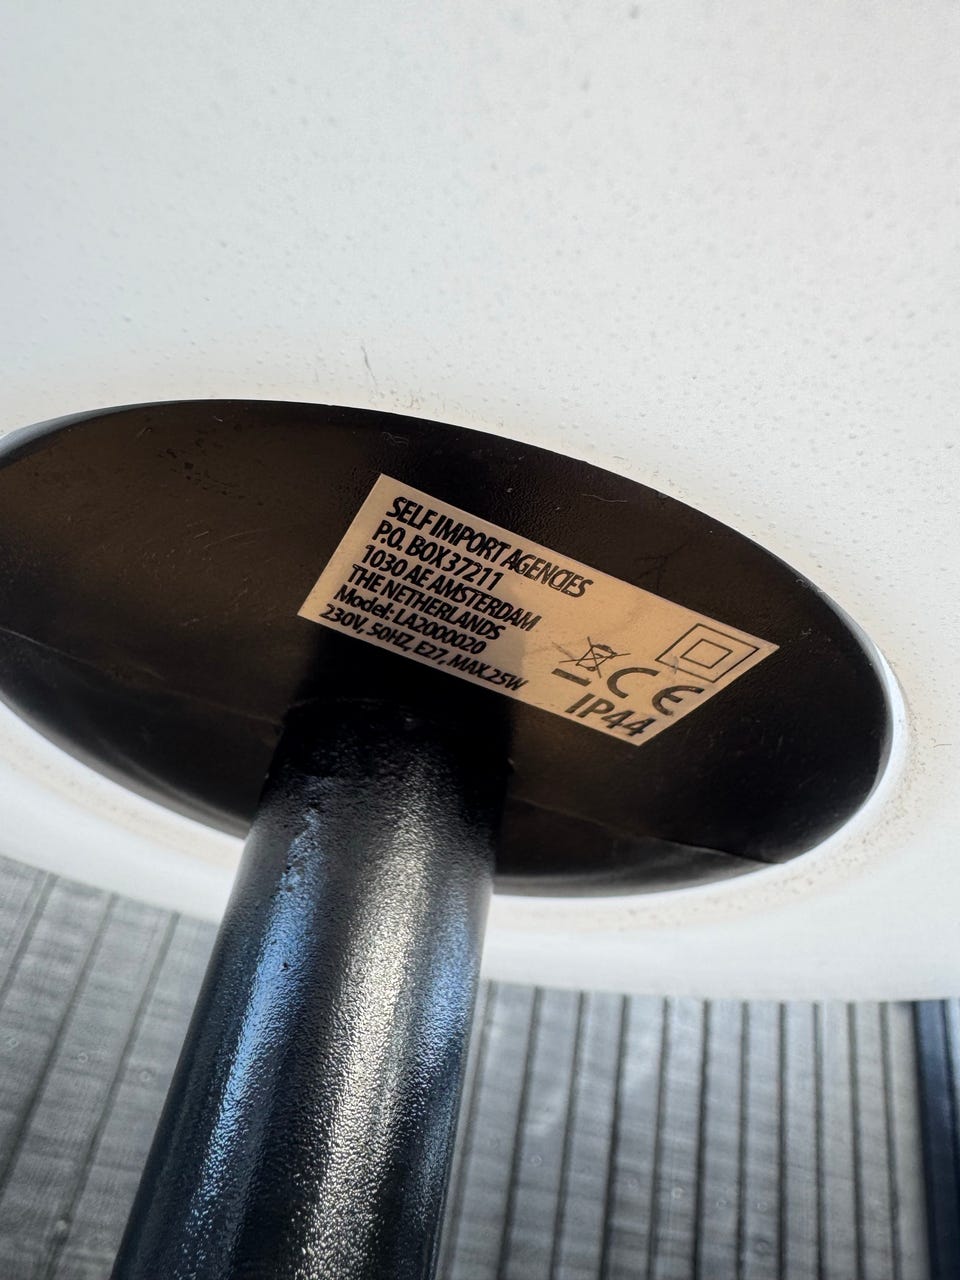 SELF IMPORT AGENCIES
P.O. BOX 37211
1030 AE AMSTERDAM
THE NETHERLANDS
Model: LA2000020
230V, 50HZ, E27, MAX.25W
CE
IP44